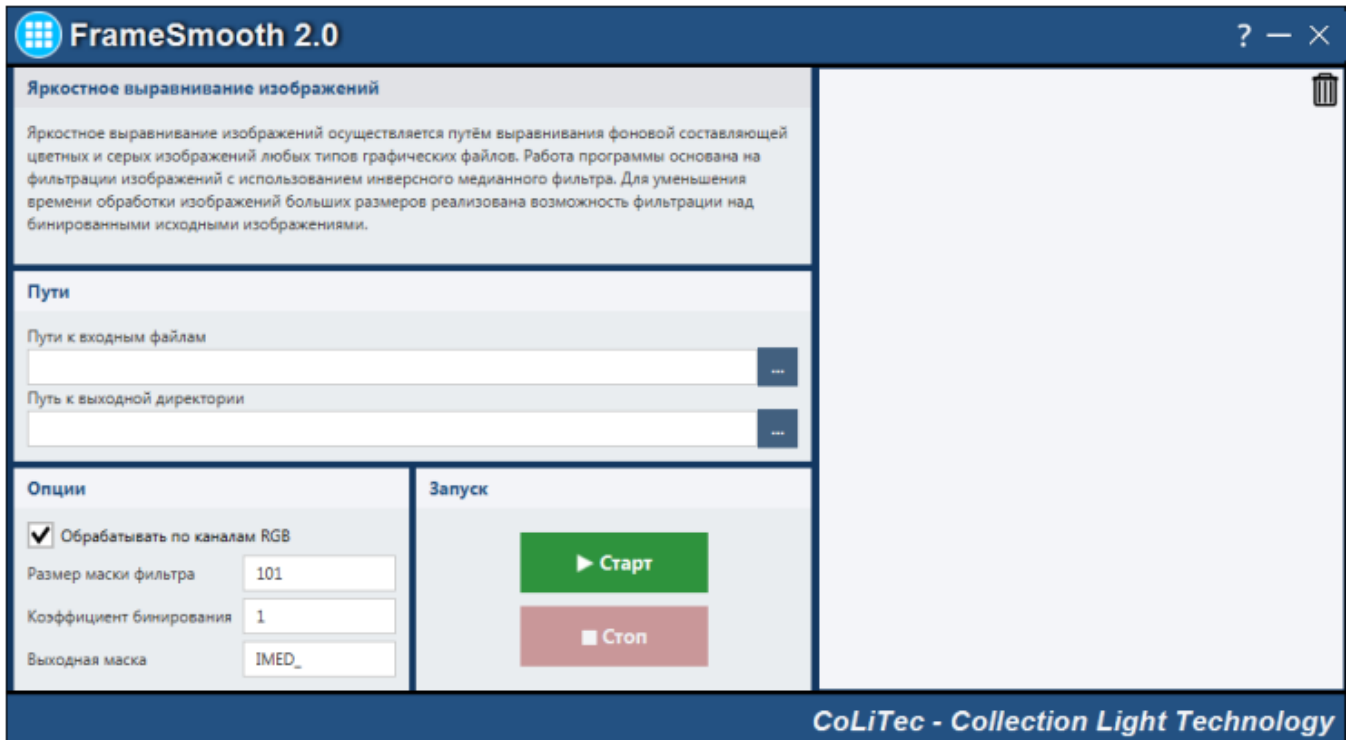 FrameSmooth 2.0
? — ×
Яркостное выравнивание изображений
Яркостное выравнивание изображений осуществляется путём выравнивания фоновой составляющей
цветных и серых изображений любых типов графических файлов. Работа программы основана на
фильтрации изображений с использованием инверсного медианного фильтра. Для уменьшения
времени обработки изображений больших размеров реализована возможность фильтрации над
бинированными исходными изображениями.
Пути
Пути к входным файлам
...
Путь к выходной директории
...
Опции
Обрабатывать по каналам RGB
Размер маски фильтра 101
Коэффициент бинирования 1
Выходная маска IMED_
Запуск
Старт
Стоп
CoLiTec - Collection Light Technology